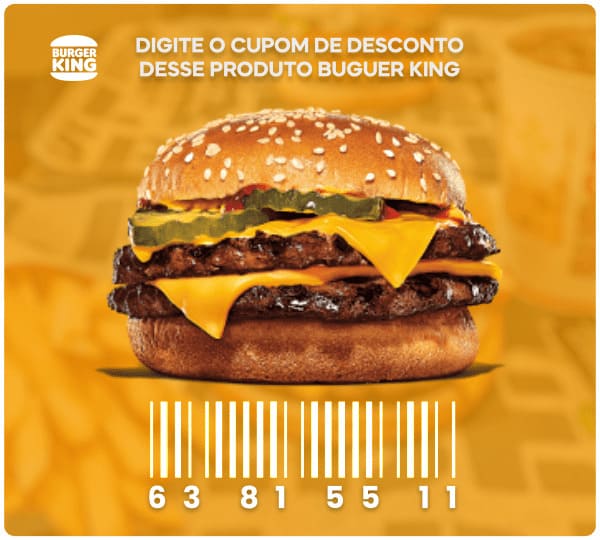 BURGER
KING
DIGITE O CUPOM DE DESCONTO
DESSE PRODUTO BUGUER KING
63 81 55 11